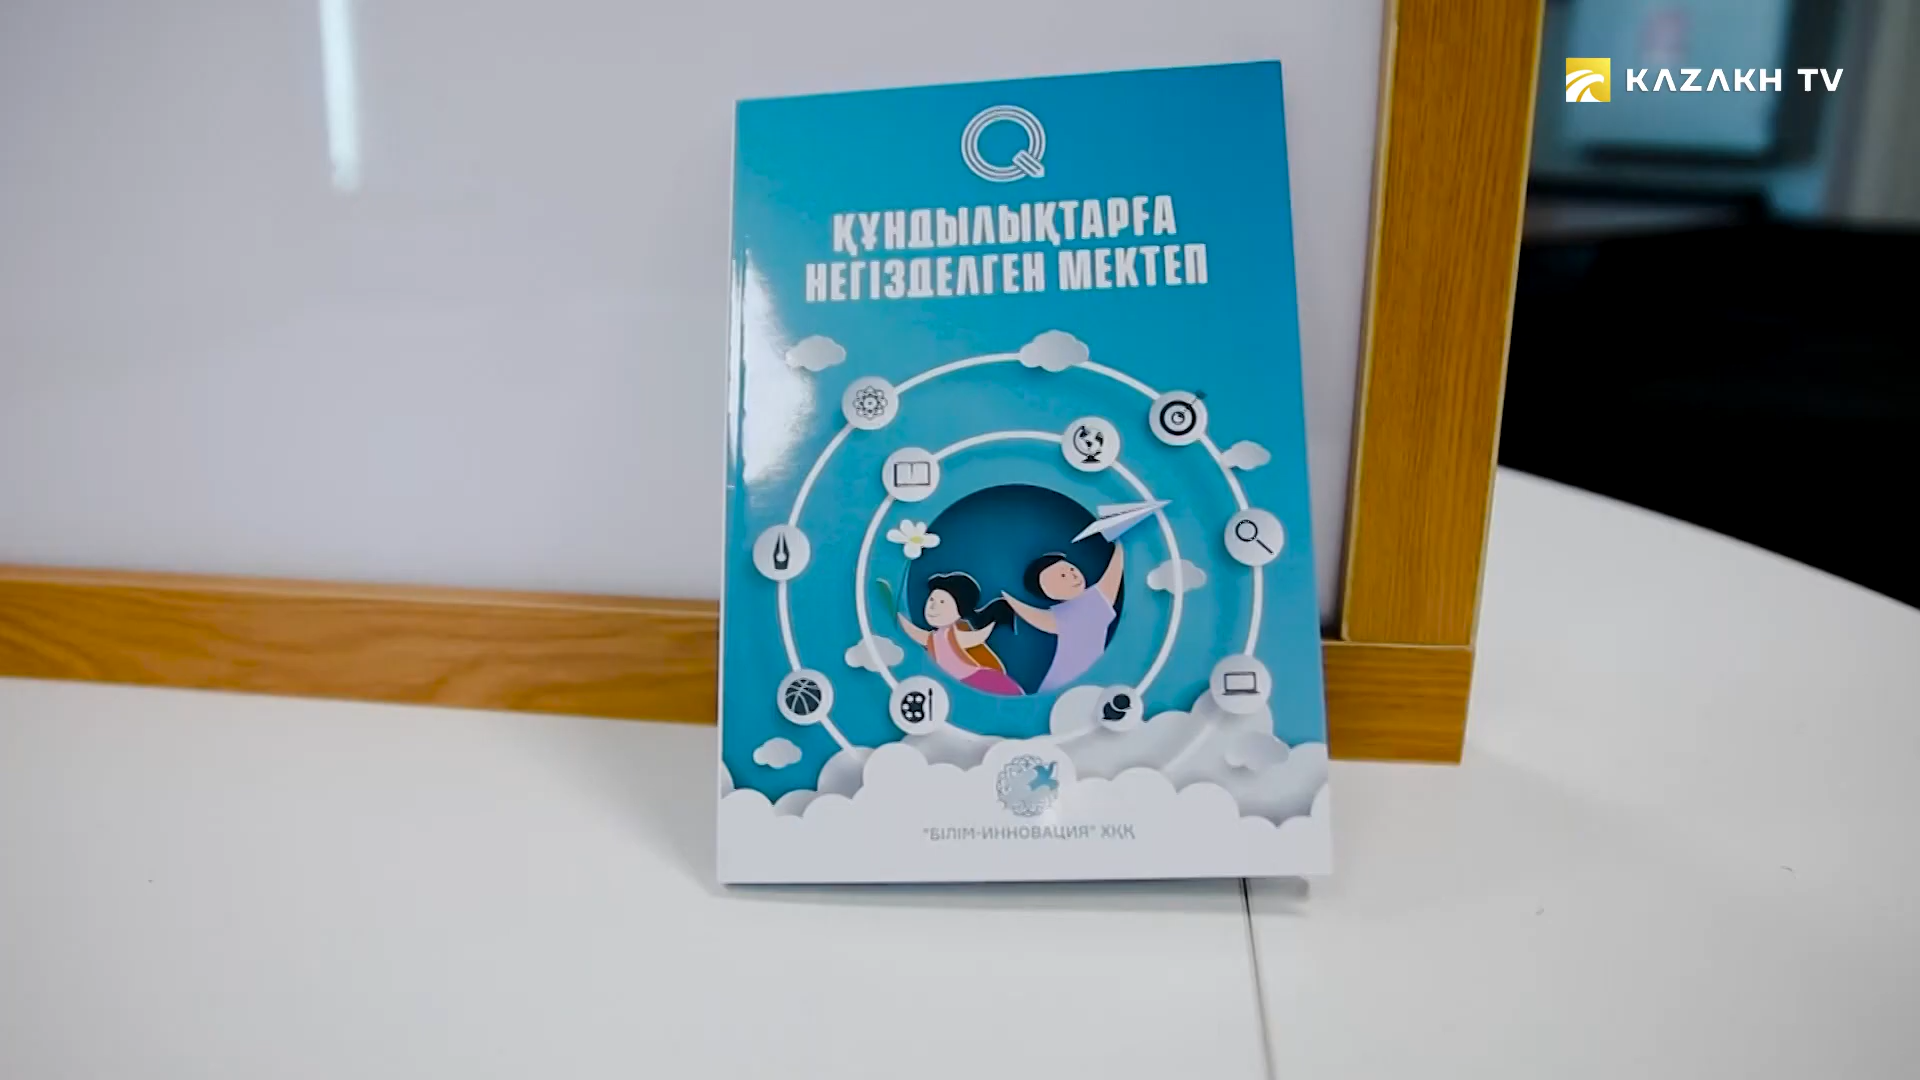 KAZAKH TV
Q
ҚҰНДЫЛЫҚТАРҒА
НЕГІЗДЕЛГЕН МЕКТЕП
"БІЛІМ-ИННОВАЦИЯ" ХҚҚ